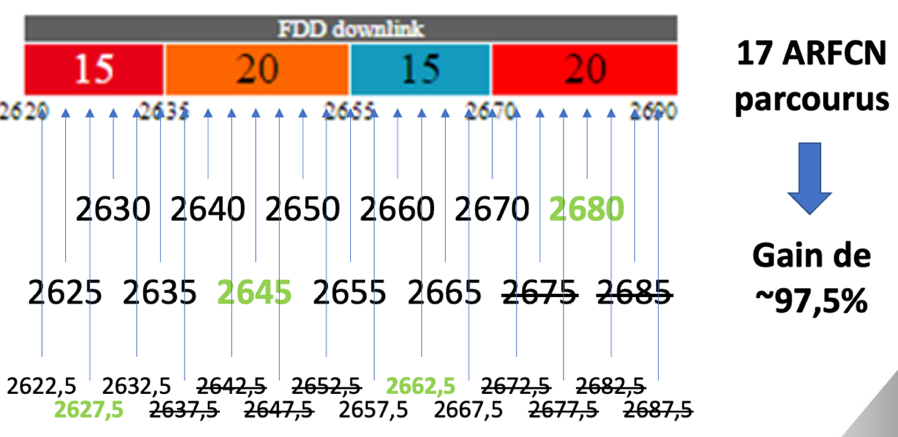 FDD downlink
15 20 15 20
2620 2635 2655 2670 2690
17 ARFCN
parcourus
2630 2640 2650 2660 2670 2680
2625 2635 2645 2655 2665 2675 2685
Gain de
~97,5%
2622,5 2632,5 2642,5 2652,5 2662,5 2672,5 2682,5
2627,5 2637,5 2647,5 2657,5 2667,5 2677,5 2687,5